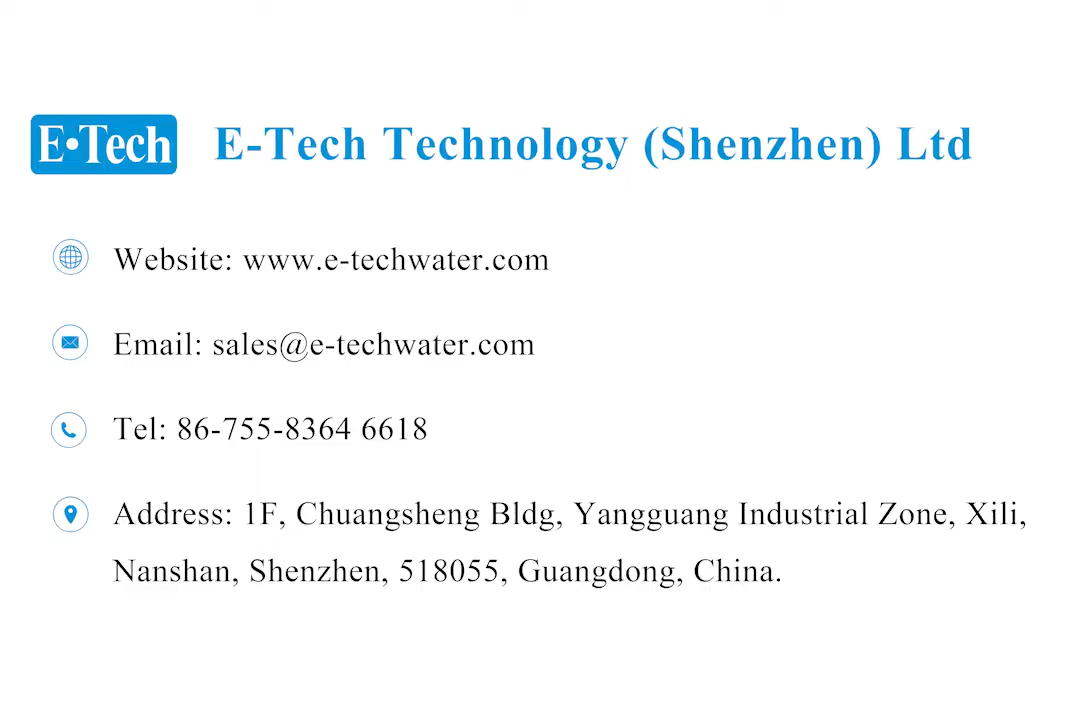 E·Tech E-Tech Technology (Shenzhen) Ltd
Website: www.e-techwater.com
Email: sales@e-techwater.com
Tel: 86-755-8364 6618
Address: 1F, Chuangsheng Bldg, Yangguang Industrial Zone, Xili,
Nanshan, Shenzhen, 518055, Guangdong, China.